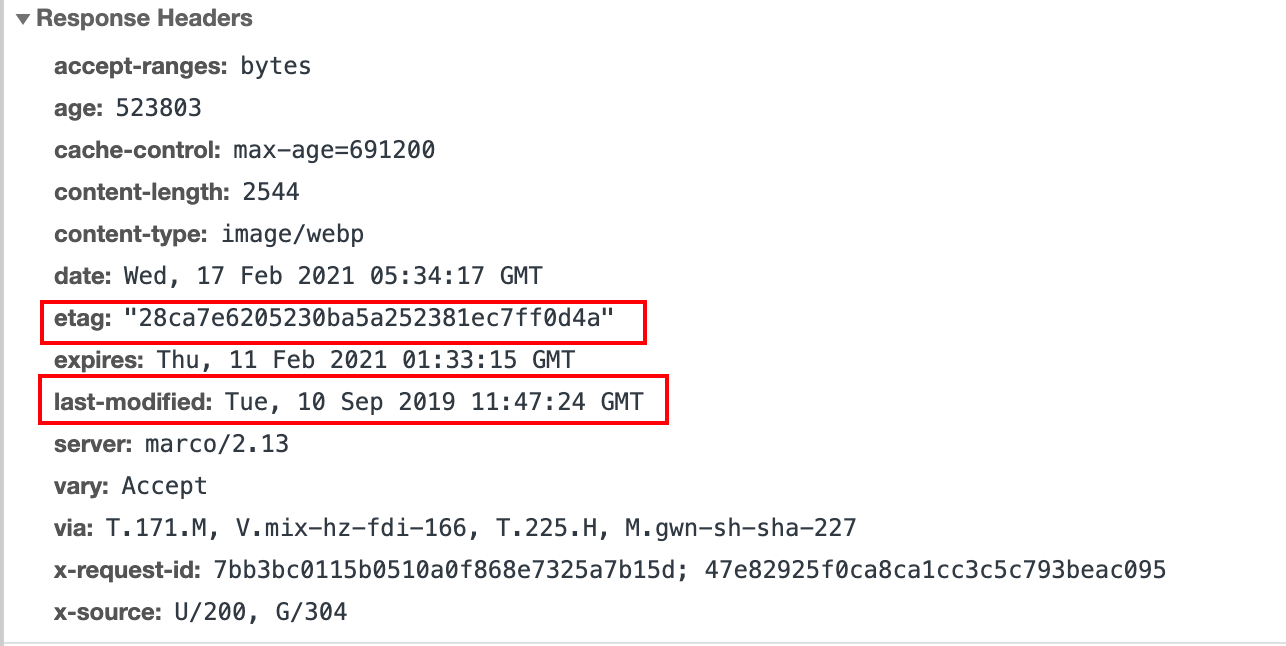 Response Headers
accept-ranges: bytes
age: 523803
cache-control: max-age=691200
content-length: 2544
content-type: image/webp
date: Wed, 17 Feb 2021 05:34:17 GMT
etag: "28ca7e6205230ba5a252381ec7ff0d4a"
expires: Thu, 11 Feb 2021 01:33:15 GMT
last-modified: Tue, 10 Sep 2019 11:47:24 GMT
server: marco/2.13
vary: Accept
via: T.171.M, V.mix-hz-fdi-166, T.225.H, M.gwn-sh-sha-227
x-request-id: 7bb3bc0115b0510a0f868e7325a7b15d; 47e82925f0ca8ca1cc3c5c793beac095
x-source: U/200, G/304